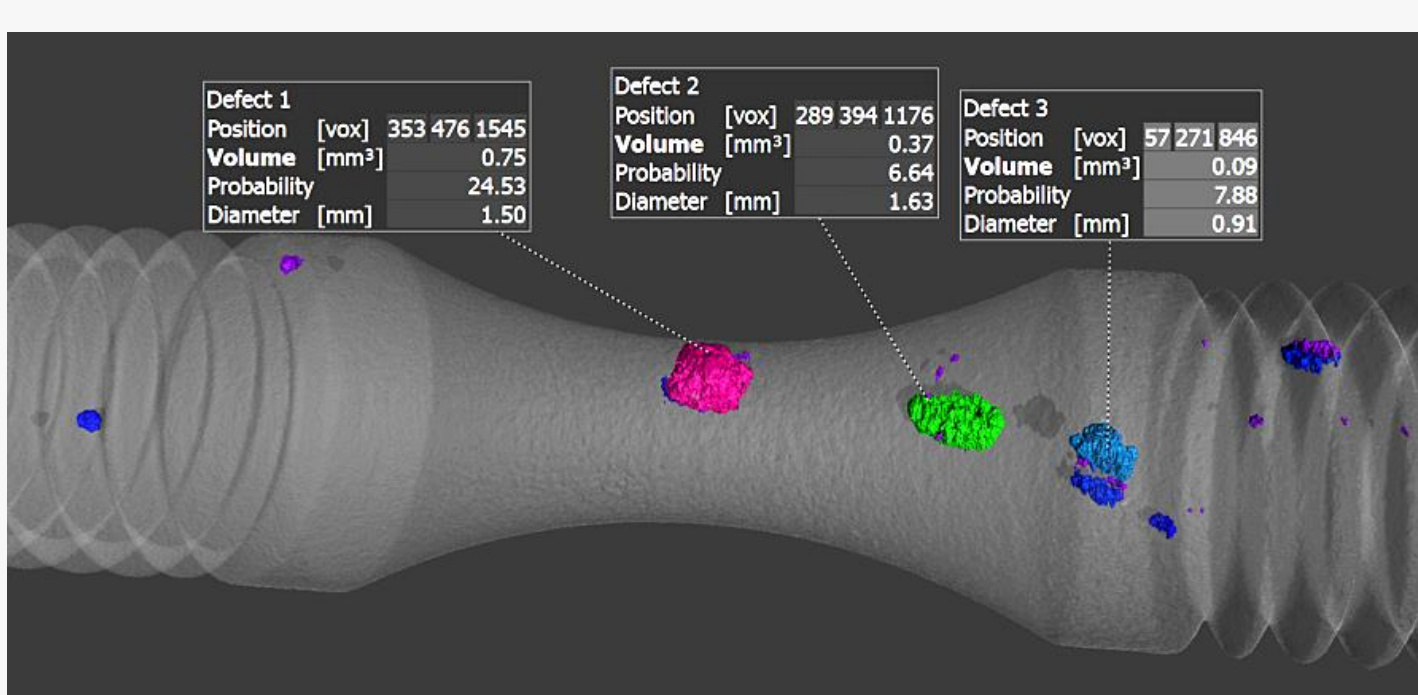 Defect 1
Position [vox] 353 476 1545
Volume [mm³] 0.75
Probability 24.53
Diameter [mm] 1.50
Defect 2
Position [vox] 289 394 1176
Volume [mm³] 0.37
Probability 6.64
Diameter [mm] 1.63
Defect 3
Position [vox] 57 271 846
Volume [mm³] 0.09
Probability 7.88
Diameter [mm] 0.91